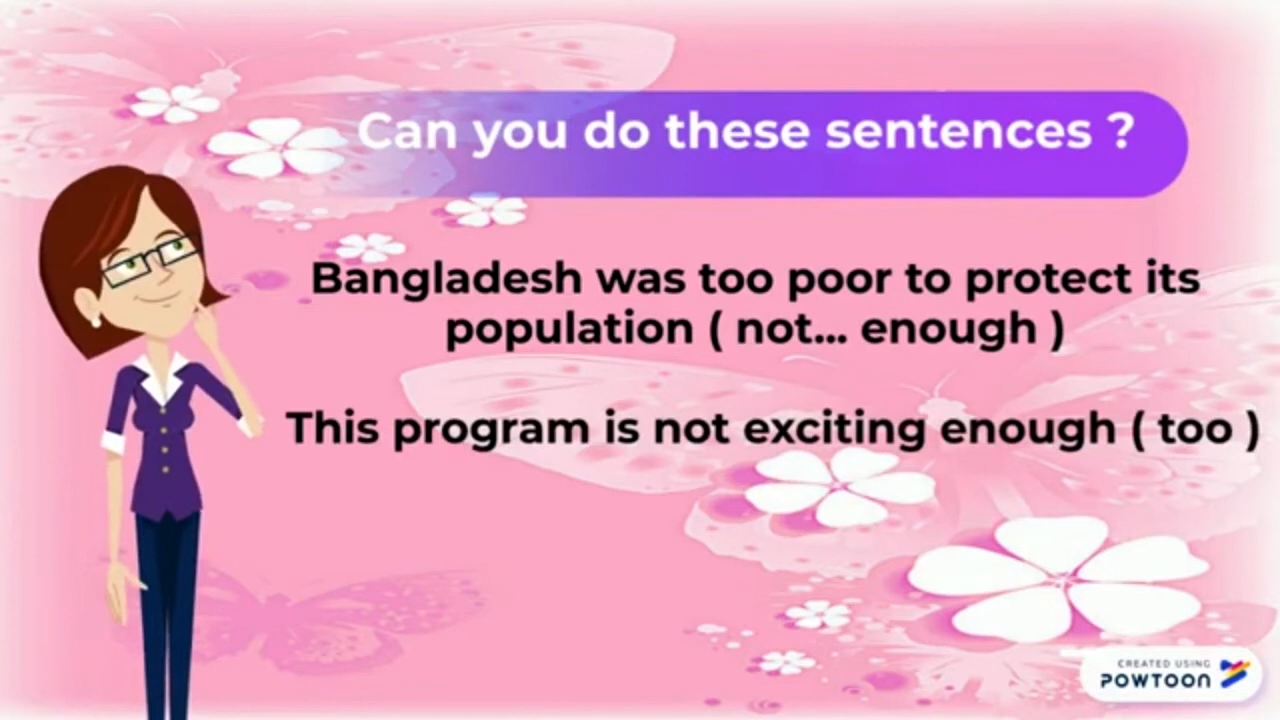 Can you do these sentences ?
Bangladesh was too poor to protect its
population ( not... enough )
This program is not exciting enough ( too )
CREATED USING
POWTOON